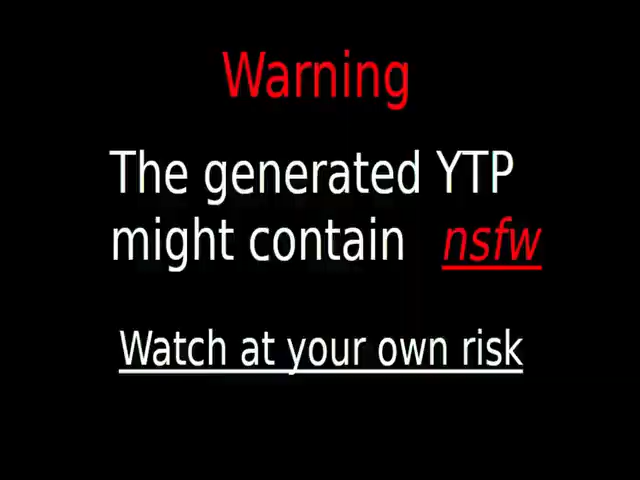 Warning
The generated YTP
might contain nsfw
Watch at your own risk